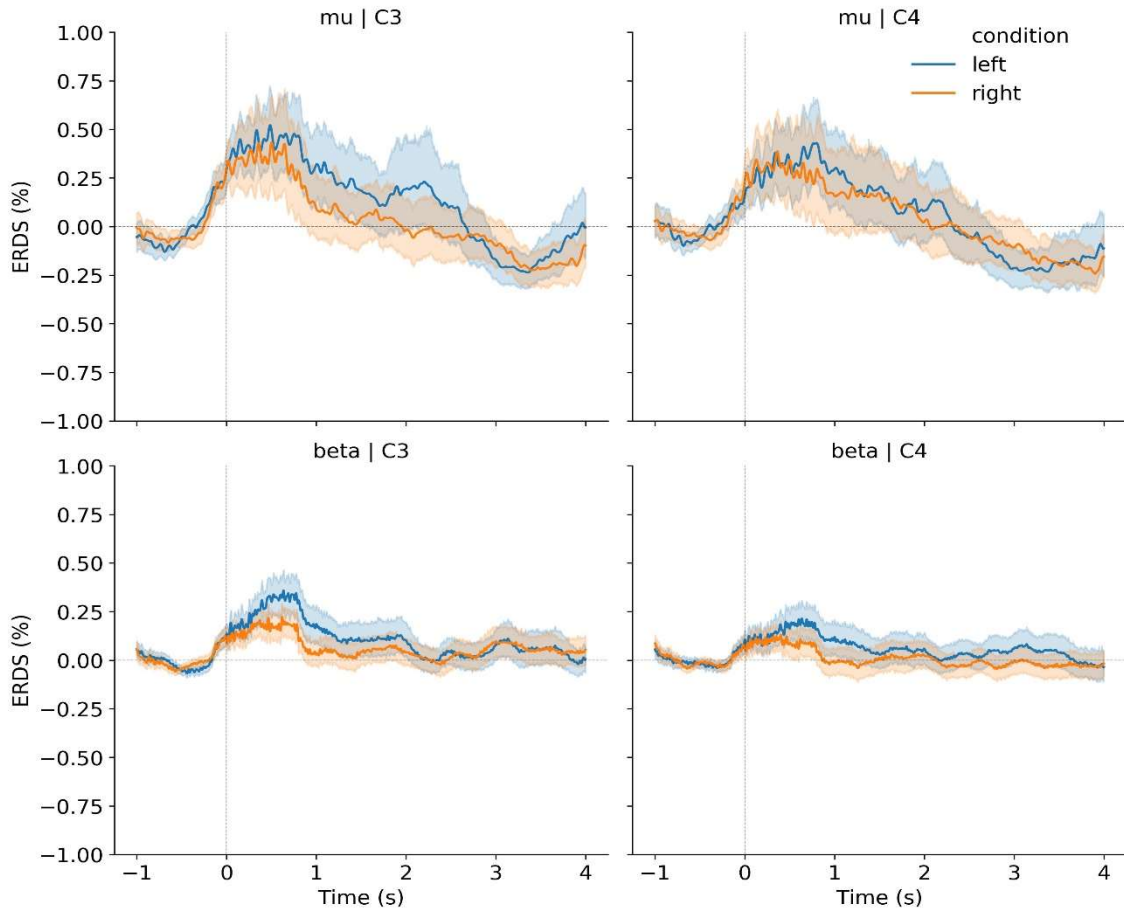 mu | C3
mu | C4
condition
left
right
ERDS (%)
1.00
0.75
0.50
0.25
0.00
−0.25
−0.50
−0.75
−1.00
beta | C3
beta | C4
ERDS (%)
1.00
0.75
0.50
0.25
0.00
−0.25
−0.50
−0.75
−1.00
−1 0 1 2 3 4
−1 0 1 2 3 4
Time (s)
Time (s)